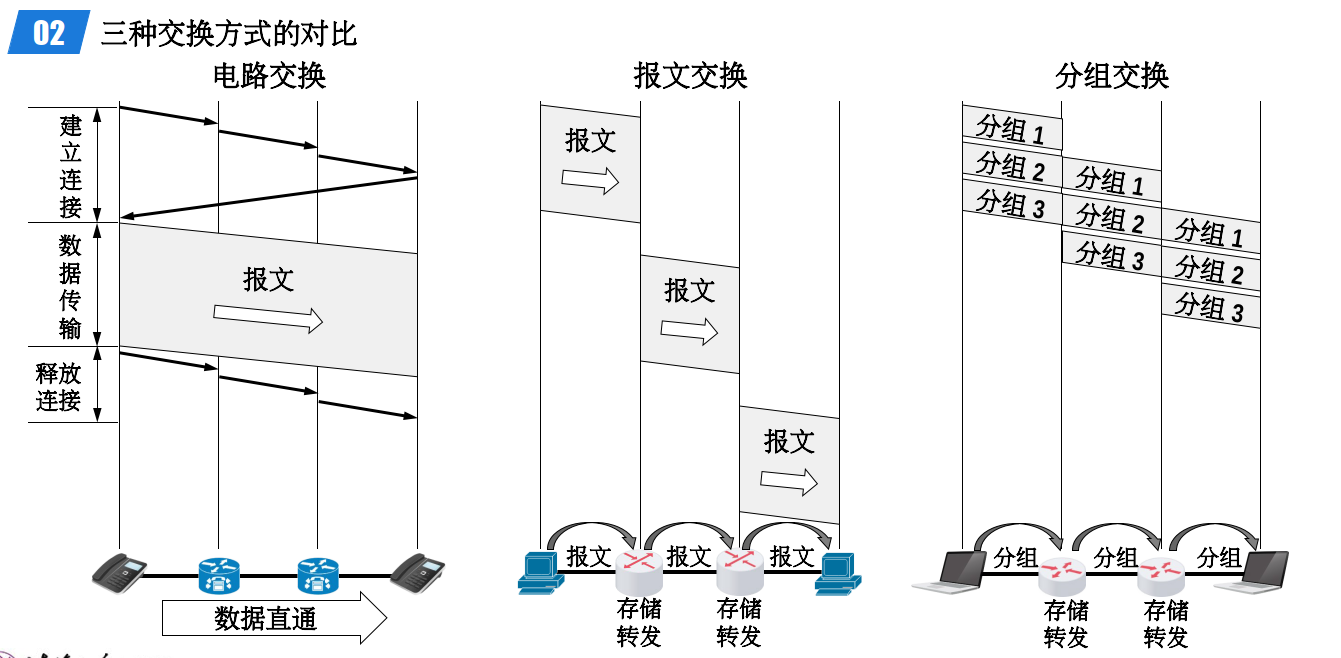 02
三种交换方式的对比
电路交换
建立连接
数据传输
释放
连接
报文
数据直通
报文交换
报文
报文
报文
报文
报文
报文
存储
转发
存储
转发
分组交换
分组 1
分组 2
分组 3
分组 1
分组 2
分组 3
分组 1
分组 2
分组 3
分组
分组
分组
存储
转发
存储
转发